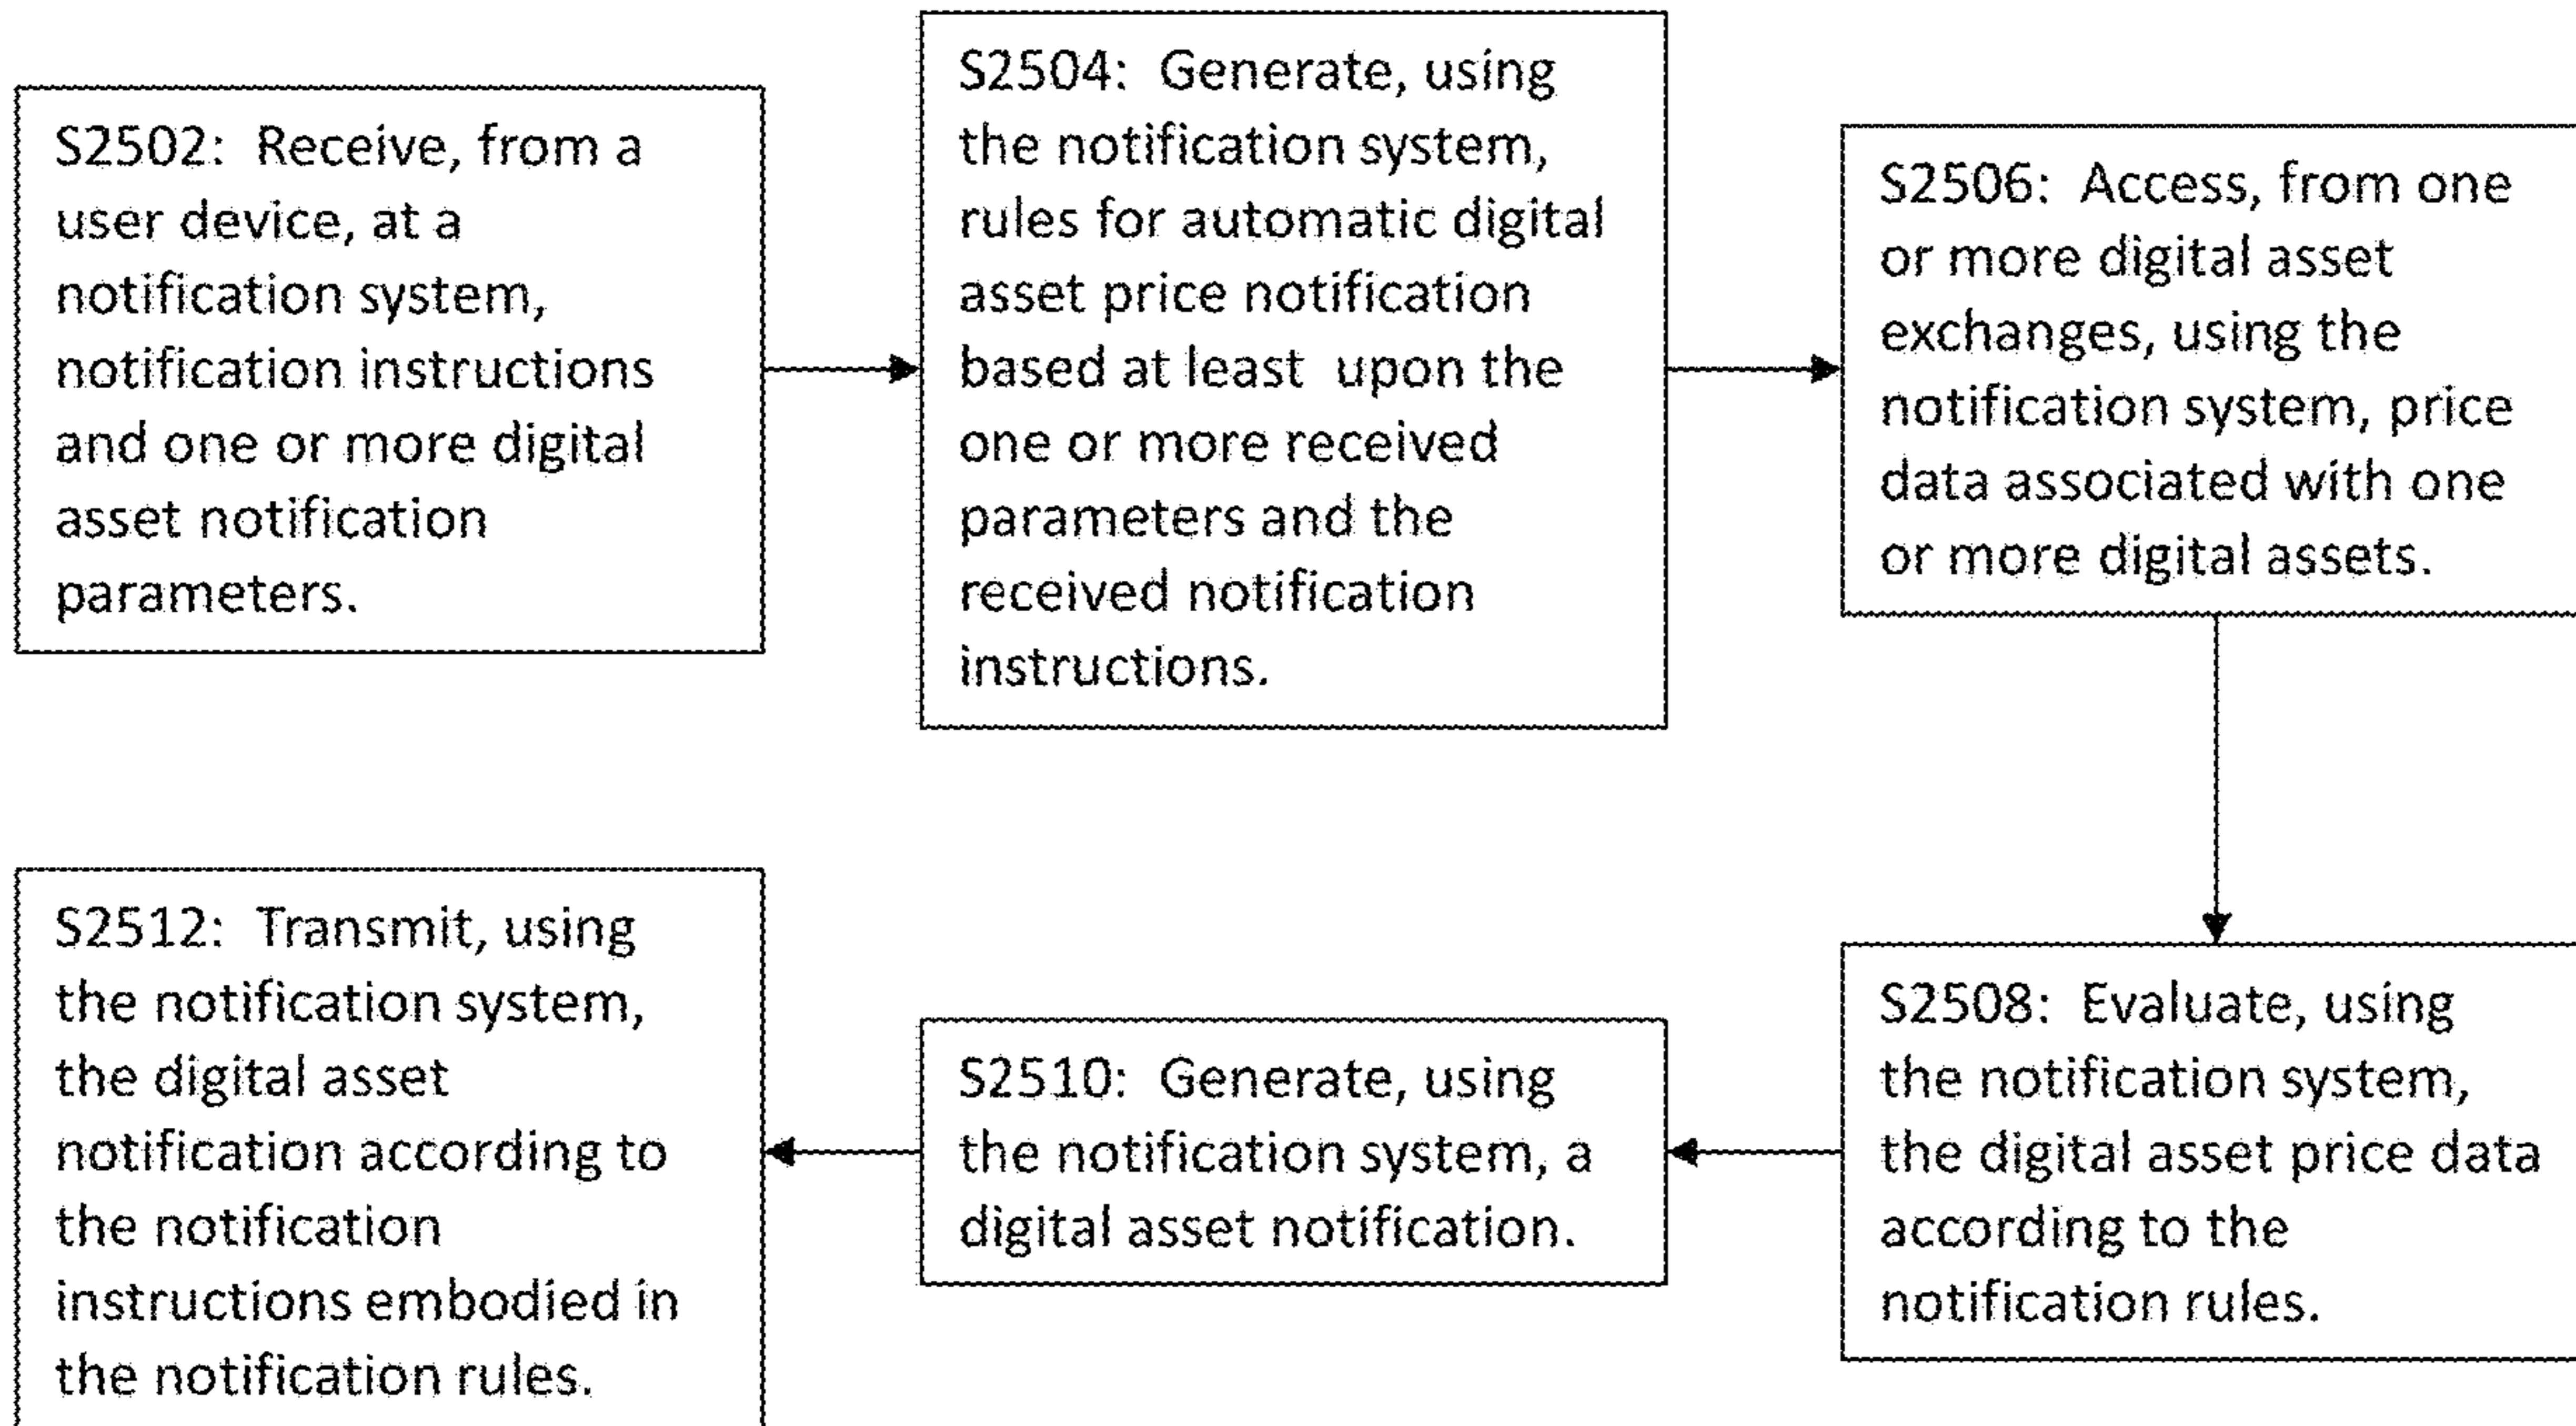 S2502: Receive, from a
user device, at a
notification system,
notification instructions
and one or more digital
asset notification
parameters.
S2504: Generate, using
the notification system,
rules for automatic digital
asset price notification
based at least upon the
one or more received
parameters and the
received notification
instructions.
S2506: Access, from one
or more digital asset
exchanges, using the
notification system, price
data associated with one
or more digital assets.
S2508: Evaluate, using
the notification system,
the digital asset price data
according to the
notification rules.
S2510: Generate, using
the notification system, a
digital asset notification.
S2512: Transmit, using
the notification system,
the digital asset
notification according to
the notification
instructions embodied in
the notification rules.